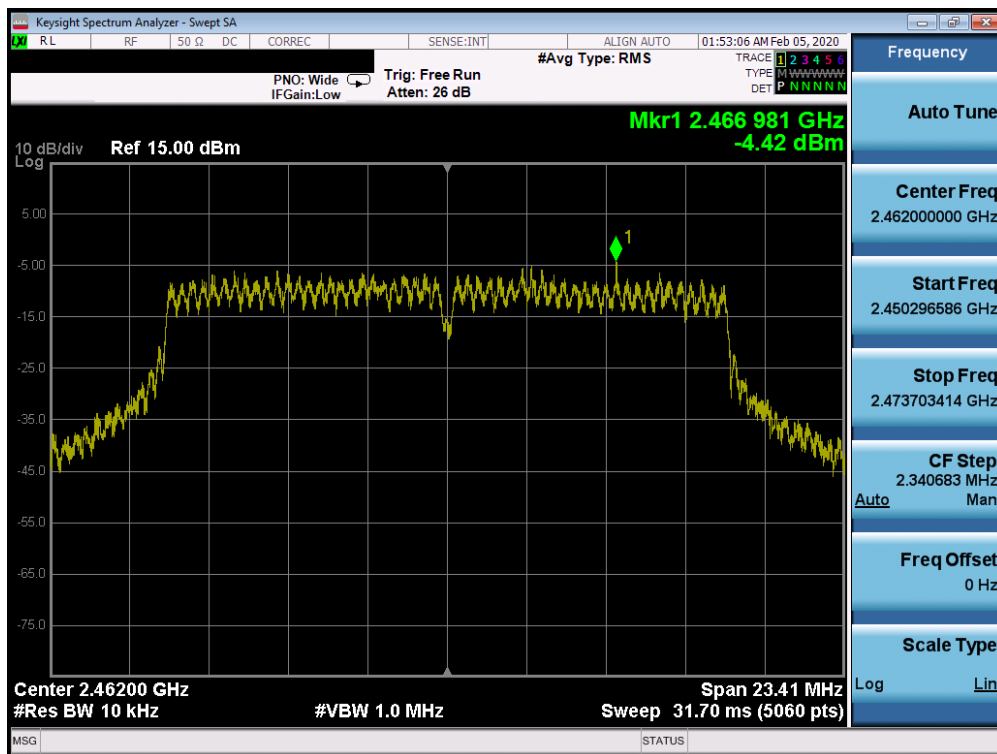 Keysight Spectrum Analyzer - Swept SA
LXI RL RF 50 Ω DC CORREC SENSE:INT ALIGN AUTO 01:53:06 AM Feb 05, 2020
PNO: Wide
IFGain:Low
Trig: Free Run
Atten: 26 dB
#Avg Type: RMS
TRACE 1 2 3 4 5 6
TYPE M WWWWW
DET P N N N N N
Mkr1 2.466 981 GHz
-4.42 dBm
10 dB/div
Log
Ref 15.00 dBm
5.00
-5.00
-15.0
-25.0
-35.0
-45.0
-55.0
-65.0
-75.0
1
Center 2.46200 GHz
Span 23.41 MHz
#Res BW 10 kHz
#VBW 1.0 MHz
Sweep 31.70 ms (5060 pts)
MSG
STATUS
Frequency
Auto Tune
Center Freq
2.462000000 GHz
Start Freq
2.450296586 GHz
Stop Freq
2.473703414 GHz
CF Step
2.340683 MHz
Auto Man
Freq Offset
0 Hz
Scale Type
Log Lin